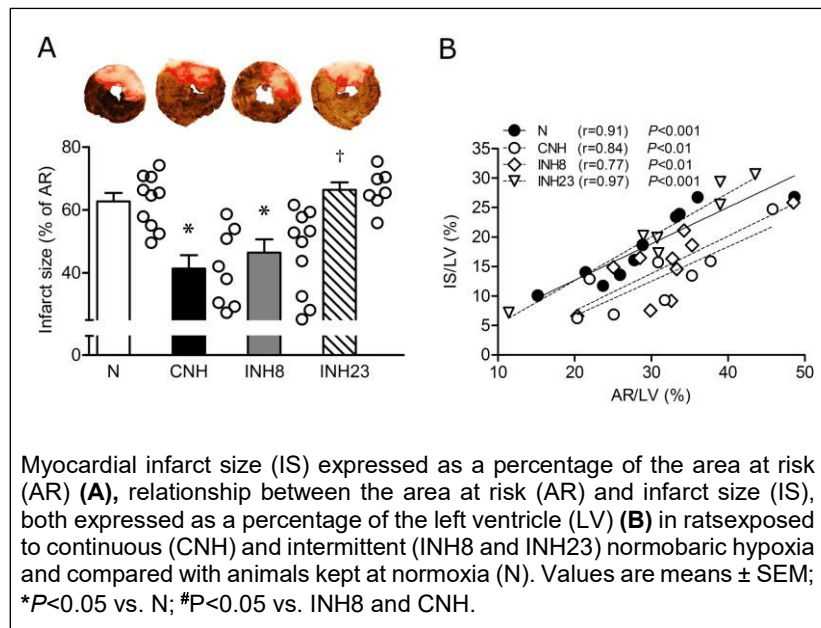 A
B
N (r=0.91) P<0.001
CNH (r=0.84) P<0.01
INH8 (r=0.77) P<0.01
INH23 (r=0.97) P<0.001
Infarct size (% of AR)
80
60
40
0
* * †
N CNH INH8 INH23
IS/LV (%)
35
30
25
20
15
10
5
0
10 20 30 40 50
AR/LV (%)
Myocardial infarct size (IS) expressed as a percentage of the area at risk
(AR) (A), relationship between the area at risk (AR) and infarct size (IS),
both expressed as a percentage of the left ventricle (LV) (B) in ratsexposed
to continuous (CNH) and intermittent (INH8 and INH23) normobaric hypoxia
and compared with animals kept at normoxia (N). Values are means ± SEM;
*P<0.05 vs. N; #P<0.05 vs. INH8 and CNH.